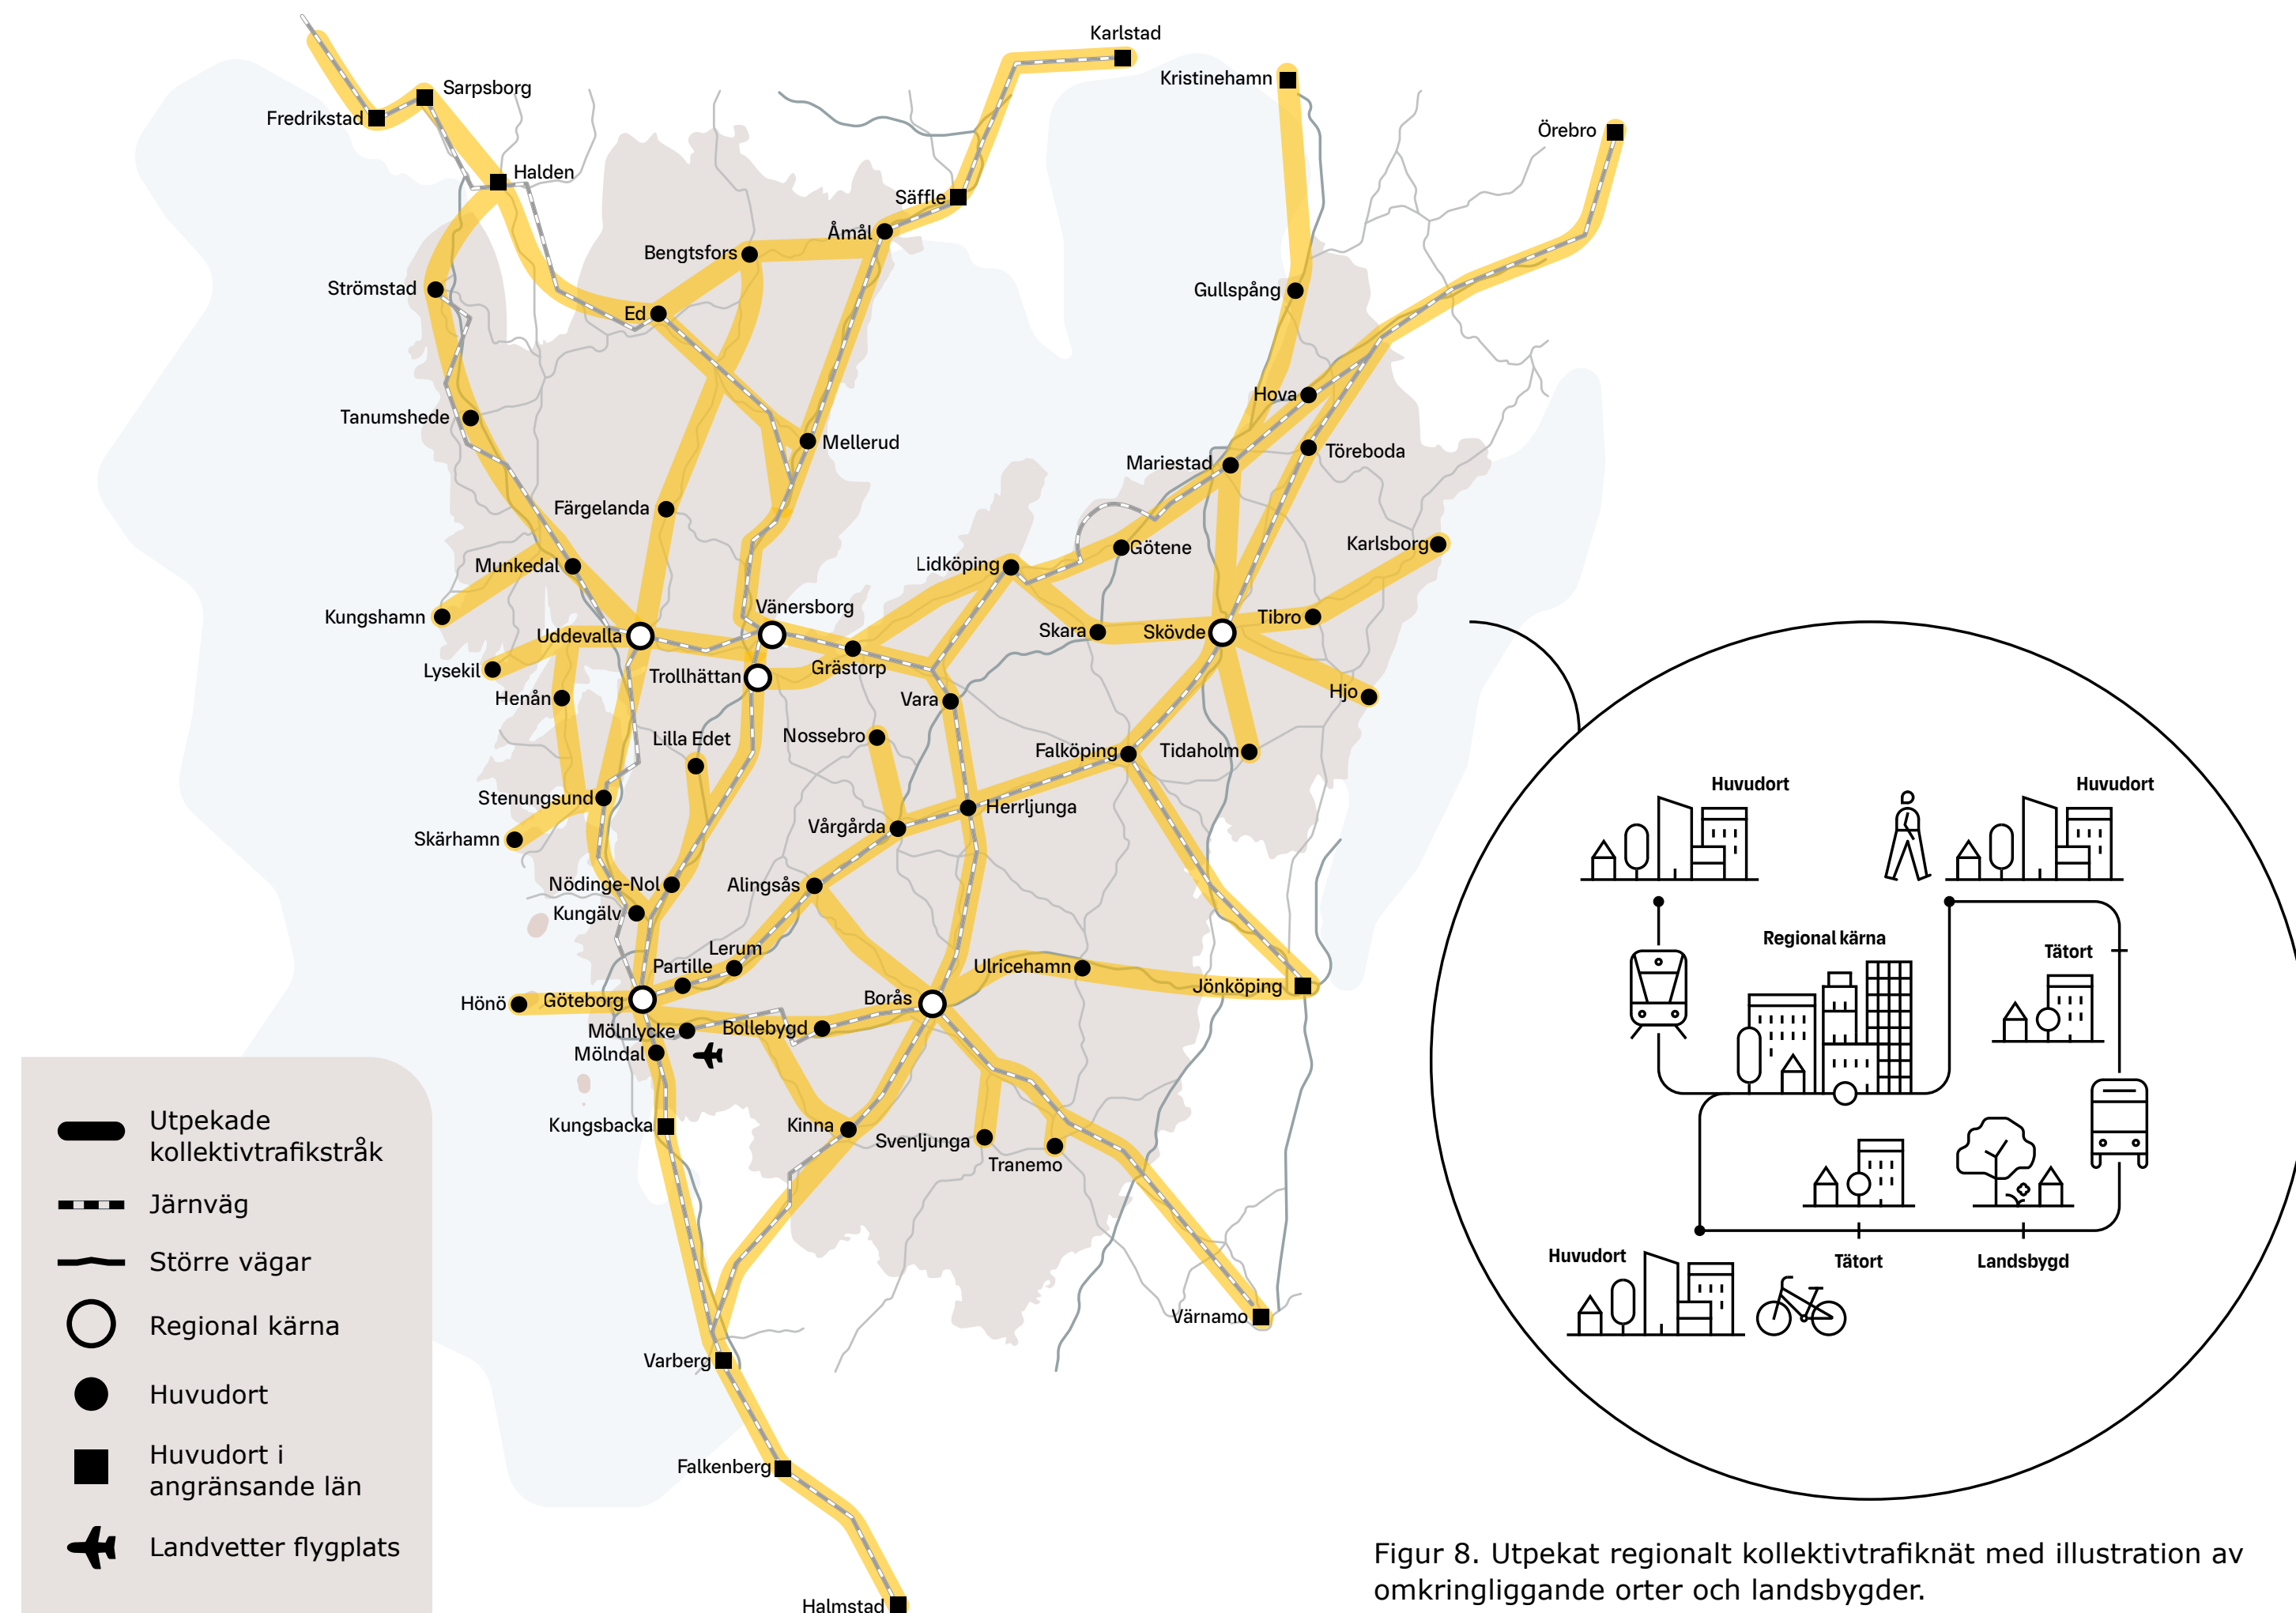 Karlstad
Kristinehamn
Sarpsborg
Fredrikstad
Örebro
Halden
Säffle
Åmål
Bengtsfors
Strömstad
Gullspång
Ed
Hova
Tanumshede
Mellerud
Töreboda
Mariestad
Färgelanda
Götene
Karlsborg
Munkedal
Lidköping
Vänersborg
Kungshamn
Tibro
Uddevalla
Skara
Skövde
Grästorp
Lysekil
Trollhättan
Henån
Vara
Hjo
Lilla Edet
Nossebro
Falköping
Tidaholm
Stenungsund
Herrljunga
Vårgårda
Skärhamn
Nödinge-Nol
Alingsås
Kungälv
Lerum
Partille
Ulricehamn
Jönköping
Hönö
Göteborg
Borås
Mölnlycke
Bollebygd
Mölndal
Kungsbacka
Kinna
Svenljunga
Tranemo
Värnamo
Varberg
Falkenberg
Halmstad
Utpekade
kollektivtrafikstråk
Järnväg
Större vägar
Regional kärna
Huvudort
Huvudort i
angränsande län
Landvetter flygplats
Huvudort
Huvudort
Regional kärna
Tätort
Huvudort
Tätort
Landsbygd
Figur 8. Utpekat regionalt kollektivtrafiknät med illustration av
omkringliggande orter och landsbygder.